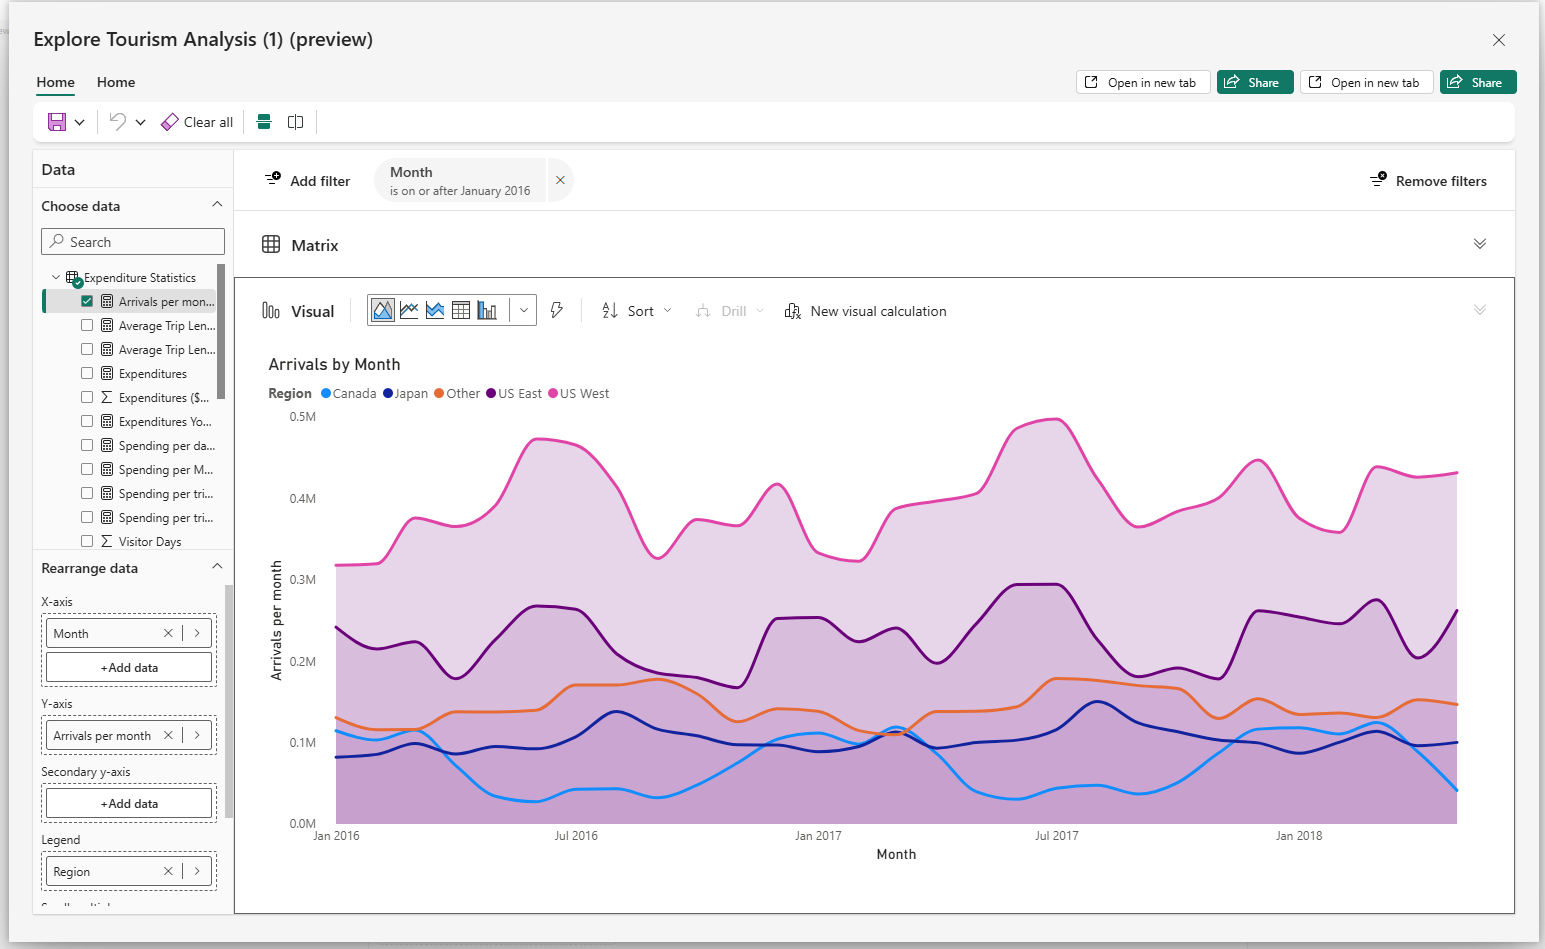 Explore Tourism Analysis (1) (preview)
Home Home
Open in new tab Share Open in new tab Share
Clear all
Data
Choose data
Search
Expenditure Statistics
Arrivals per mon...
Average Trip Len...
Average Trip Len...
Expenditures
Expenditures ($...
Expenditures Yo...
Spending per da...
Spending per M...
Spending per tri...
Spending per tri...
Visitor Days
Rearrange data
X-axis
Month
+Add data
Y-axis
Arrivals per month
Secondary y-axis
+Add data
Legend
Region
Add filter
Month
is on or after January 2016
Remove filters
Matrix
Visual
Sort
Drill
New visual calculation
Arrivals by Month
Region Canada Japan Other US East US West
0.5M
0.4M
0.3M
0.2M
0.1M
0.0M
Arrivals per month
Jan 2016 Jul 2016 Jan 2017 Jul 2017 Jan 2018
Month